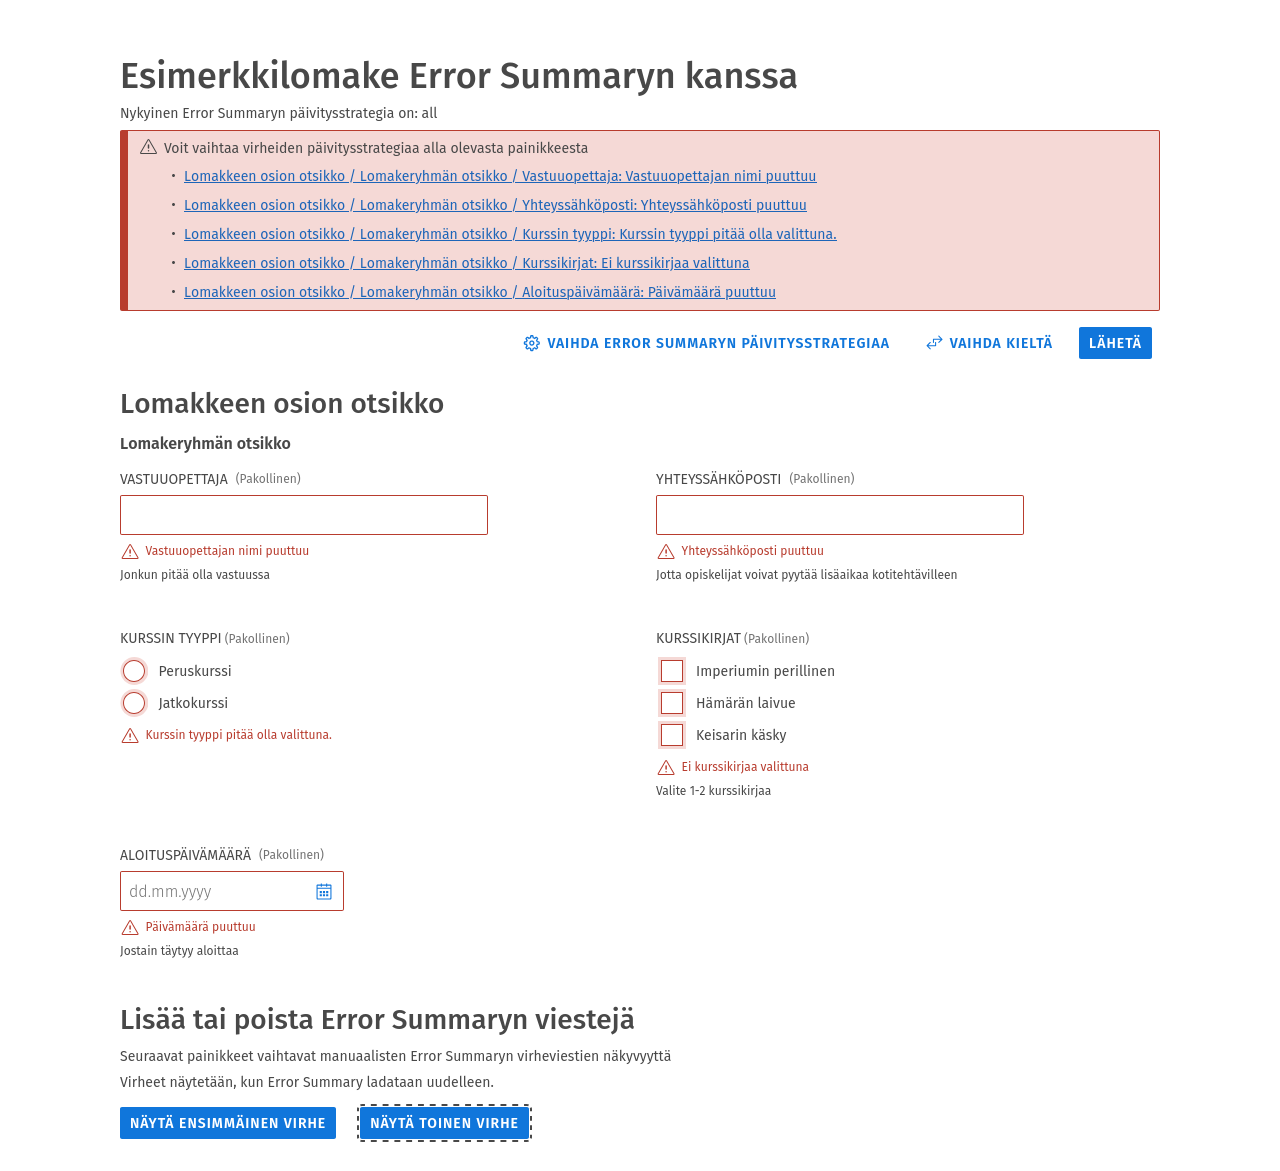 Esimerkkilomake Error Summaryn kanssa
Nykyinen Error Summaryn päivitysstrategia on: all
Voit vaihtaa virheiden päivitysstrategiaa alla olevasta painikkeesta
• Lomakkeen osion otsikko / Lomakeryhmän otsikko / Vastuuopettaja: Vastuuopettajan nimi puuttuu
• Lomakkeen osion otsikko / Lomakeryhmän otsikko / Yhteyssähköposti: Yhteyssähköposti puuttuu
• Lomakkeen osion otsikko / Lomakeryhmän otsikko / Kurssin tyyppi: Kurssin tyyppi pitää olla valittuna.
• Lomakkeen osion otsikko / Lomakeryhmän otsikko / Kurssikirjat: Ei kurssikirjaa valittuna
• Lomakkeen osion otsikko / Lomakeryhmän otsikko / Aloituspäivämäärä: Päivämäärä puuttuu
VAIHDA ERROR SUMMARYN PÄIVITYSSTRATEGIAA VAIHDA KIELTÄ LÄHETÄ
Lomakkeen osion otsikko
Lomakeryhmän otsikko
VASTUUOPETTAJA (Pakollinen)
Vastuuopettajan nimi puuttuu
Jonkun pitää olla vastuussa
YHTEYSSÄHKÖPOSTI (Pakollinen)
Yhteyssähköposti puuttuu
Jotta opiskelijat voivat pyytää lisäaikaa kotitehtävilleen
KURSSIN TYYPPI (Pakollinen)
Peruskurssi
Jatkokurssi
Kurssin tyyppi pitää olla valittuna.
KURSSIKIRJAT (Pakollinen)
Imperiumin perillinen
Hämärän laivue
Keisarin käsky
Ei kurssikirjaa valittuna
Valite 1-2 kurssikirjaa
ALOITUSPÄIVÄMÄÄRÄ (Pakollinen)
dd.mm.yyyy
Päivämäärä puuttuu
Jostain täytyy aloittaa
Lisää tai poista Error Summaryn viestejä
Seuraavat painikkeet vaihtavat manuaalisten Error Summaryn virheviestien näkyvyyttä
Virheet näytetään, kun Error Summary ladataan uudelleen.
NÄYTÄ ENSIMMÄINEN VIRHE NÄYTÄ TOINEN VIRHE